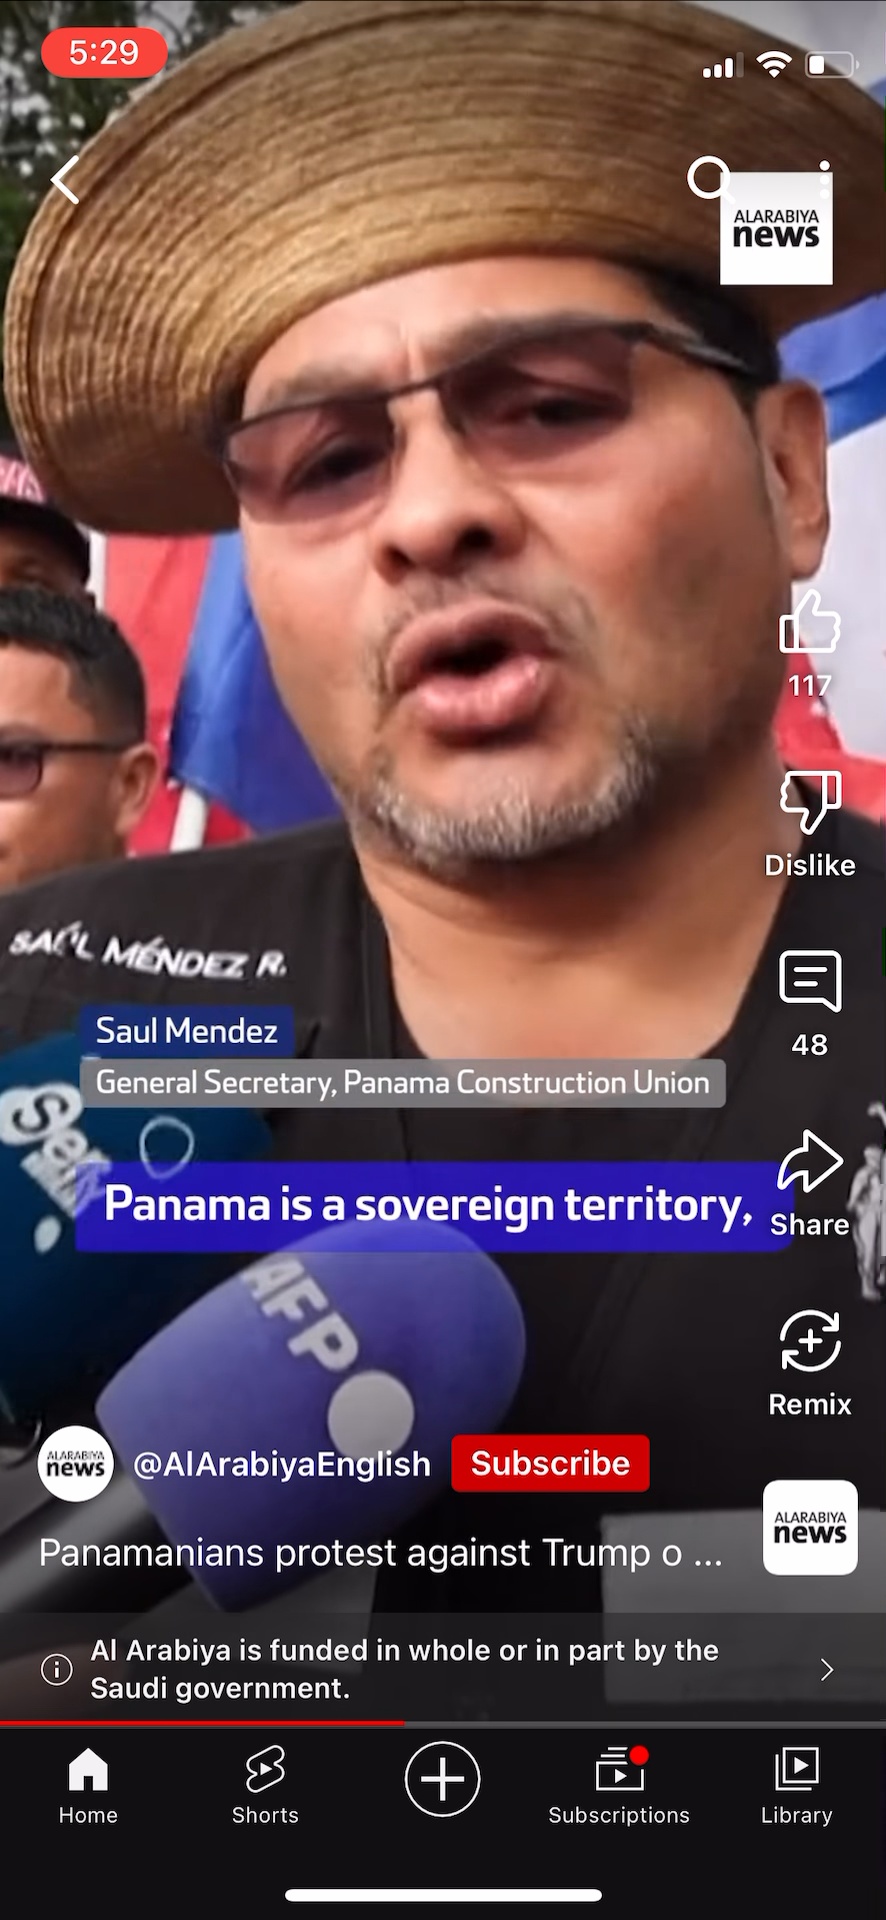 5:29
ALARABIYA
news
117
Dislike
SAÚL MÉNDEZ R.
Saul Mendez
General Secretary, Panama Construction Union
48
Panama is a sovereign territory,
Share
AFP
Remix
ALARABIYA
news
@AlArabiyaEnglish
Subscribe
Panamanians protest against Trump o ...
ALARABIYA
news
Al Arabiya is funded in whole or in part by the
Saudi government.
Home
Shorts
Subscriptions
Library